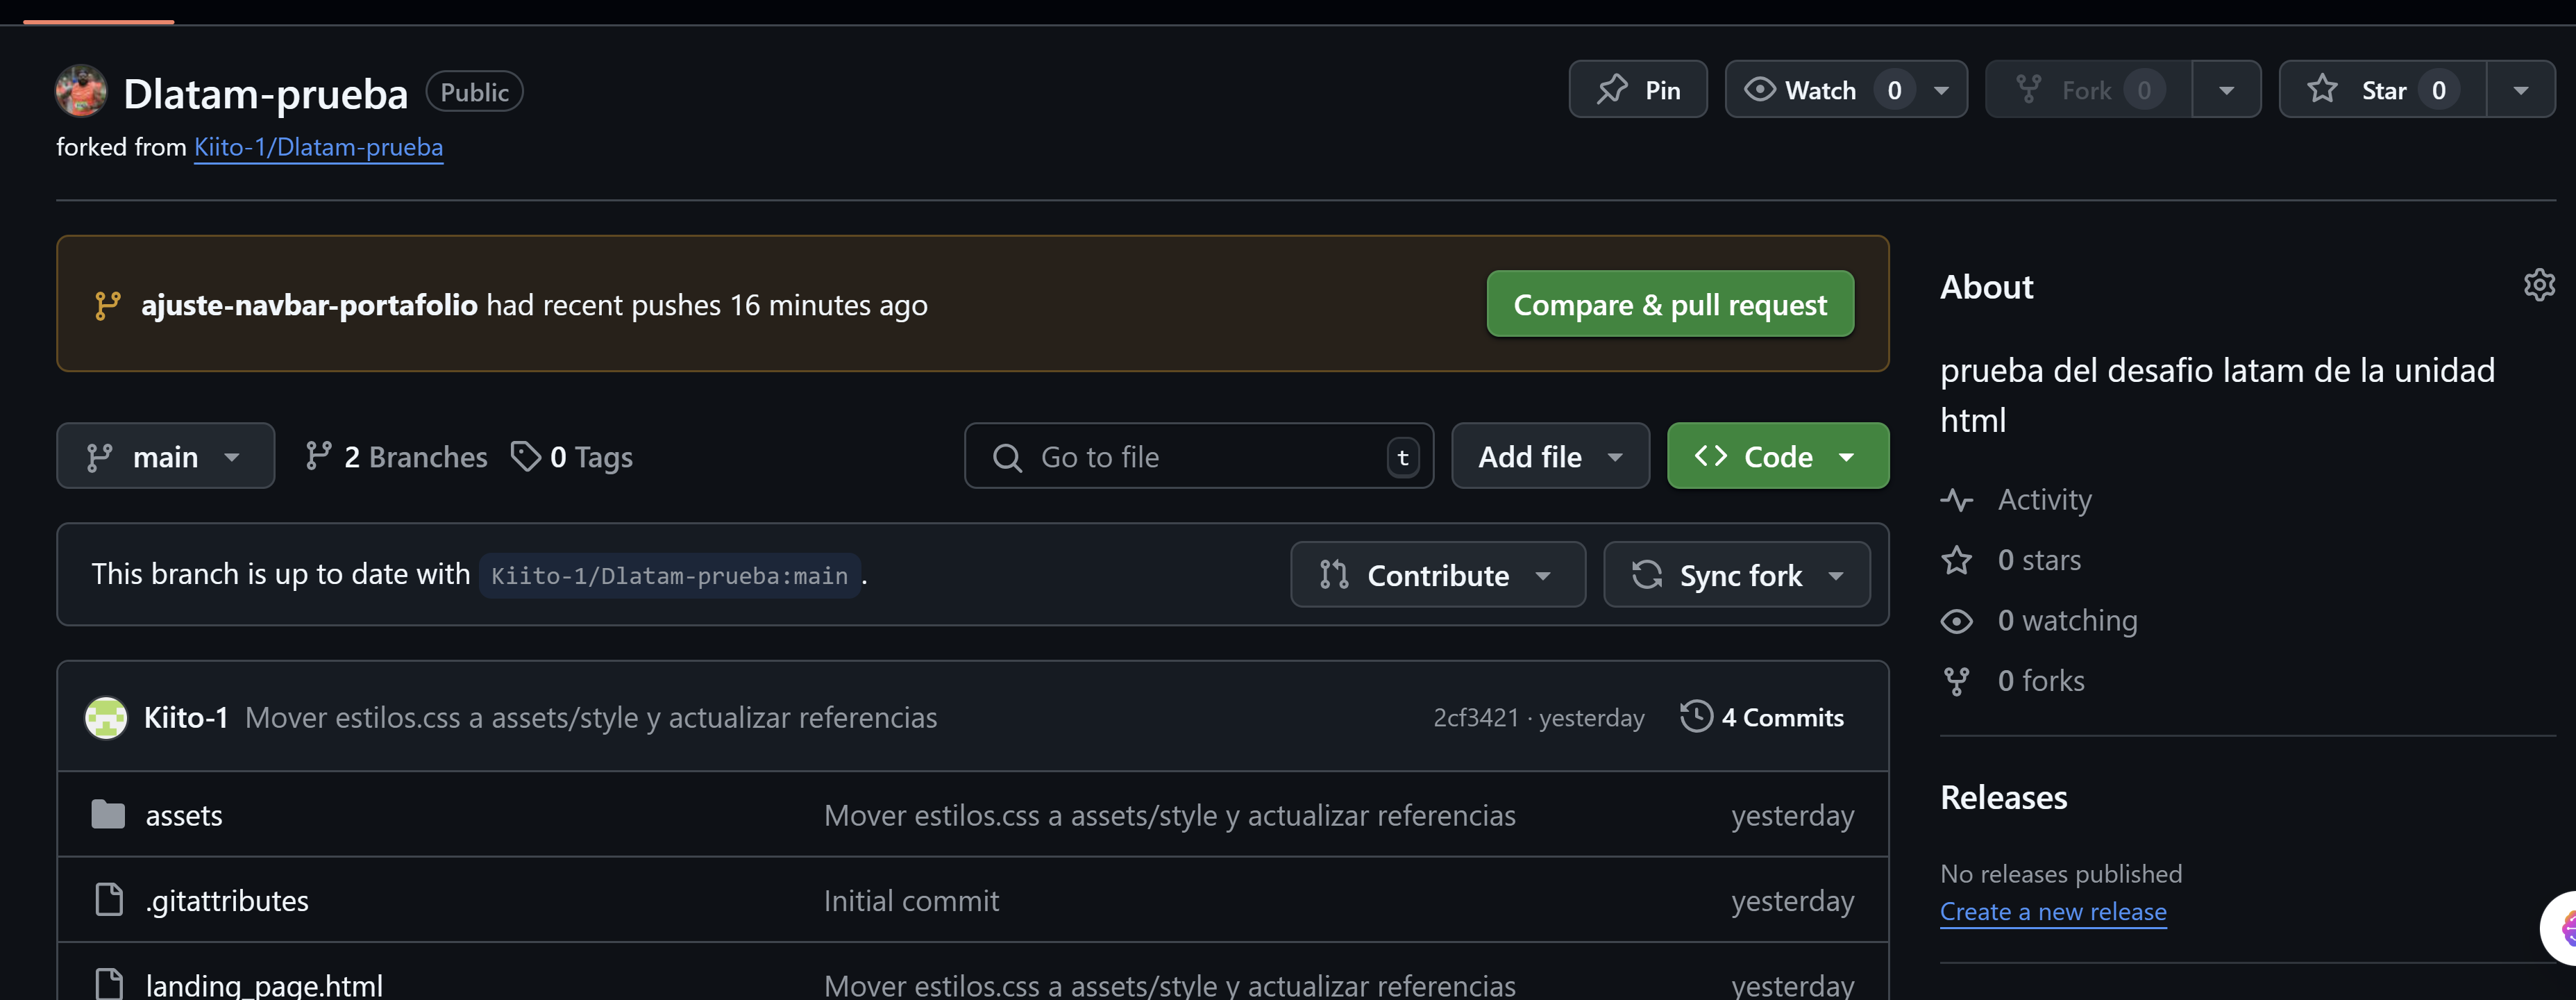 Dlatam-prueba Public
Pin
Watch 0
Fork 0
Star 0
forked from Kiito-1/Dlatam-prueba
ajuste-navbar-portafolio had recent pushes 16 minutes ago
Compare & pull request
main
2 Branches
0 Tags
Go to file t
Add file
Code
This branch is up to date with Kiito-1/Dlatam-prueba:main .
Contribute
Sync fork
Kiito-1 Mover estilos.css a assets/style y actualizar referencias
2cf3421 · yesterday
4 Commits
assets Mover estilos.css a assets/style y actualizar referencias yesterday
.gitattributes Initial commit yesterday
landing_page.html Mover estilos.css a assets/style y actualizar referencias yesterday
About
prueba del desafio latam de la unidad
html
Activity
0 stars
0 watching
0 forks
Releases
No releases published
Create a new release